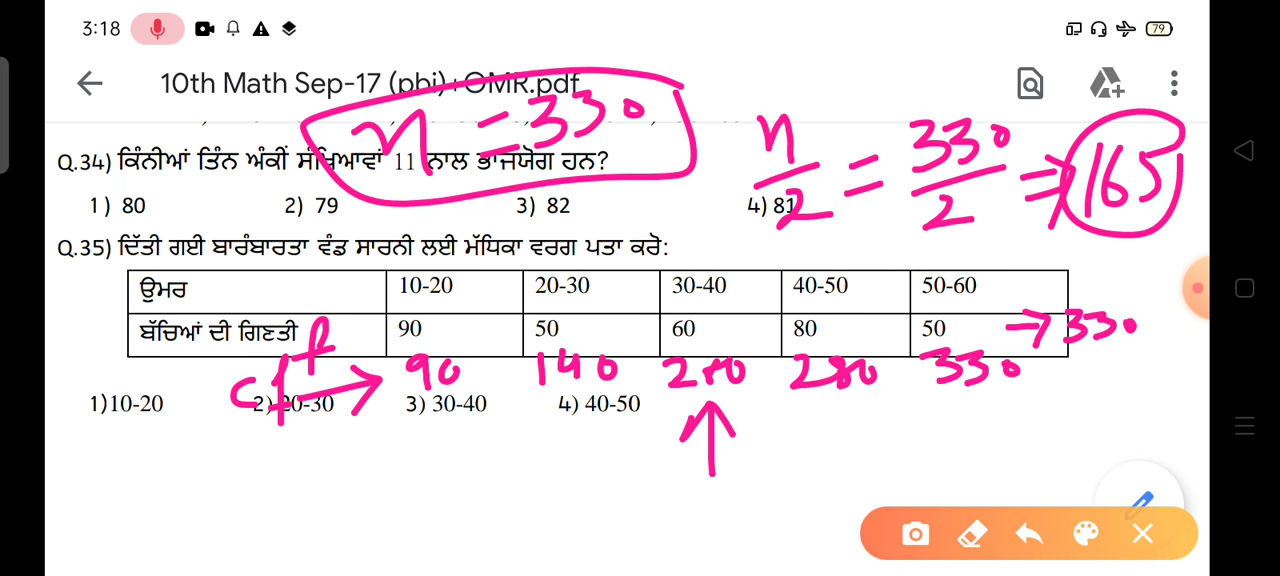 3:18 79
10th Math Sep-17 (pbi)+OMR.pdf
n = 330
n/2 = 330/2 ⇒ 165
Q.34) ਕਿੰਨੀਆਂ ਤਿੰਨ ਅੰਕੀਂ ਸੰਖਿਆਵਾਂ 11 ਨਾਲ ਭਾਜਯੋਗ ਹਨ?
1) 80 2) 79 3) 82 4) 81
Q.35) ਦਿੱਤੀ ਗਈ ਬਾਰੰਬਾਰਤਾ ਵੰਡ ਸਾਰਨੀ ਲਈ ਮੱਧਿਕਾ ਵਰਗ ਪਤਾ ਕਰੋ:
ਉਮਰ 10-20 20-30 30-40 40-50 50-60
ਬੱਚਿਆਂ ਦੀ ਗਿਣਤੀ f 90 50 60 80 50 → 330
cf → 90 140 200 280 330
1)10-20 2) 20-30 3) 30-40 4) 40-50